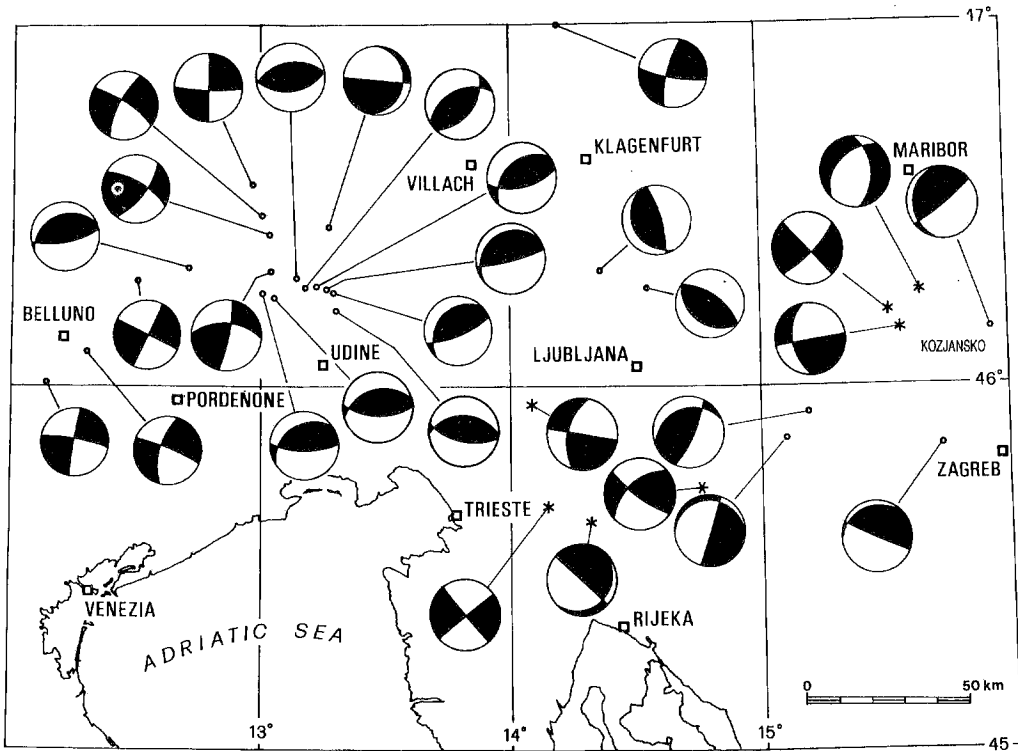 17°
KLAGENFURT
VILLACH
MARIBOR
BELLUNO
UDINE
LJUBLJANA
KOZJANSKO
46°
PORDEŇONE
ZAGREB
TRIESTE
VENEZIA
RIJEKA
ADRIATIC SEA
0 50 km
13° 14° 15° 45